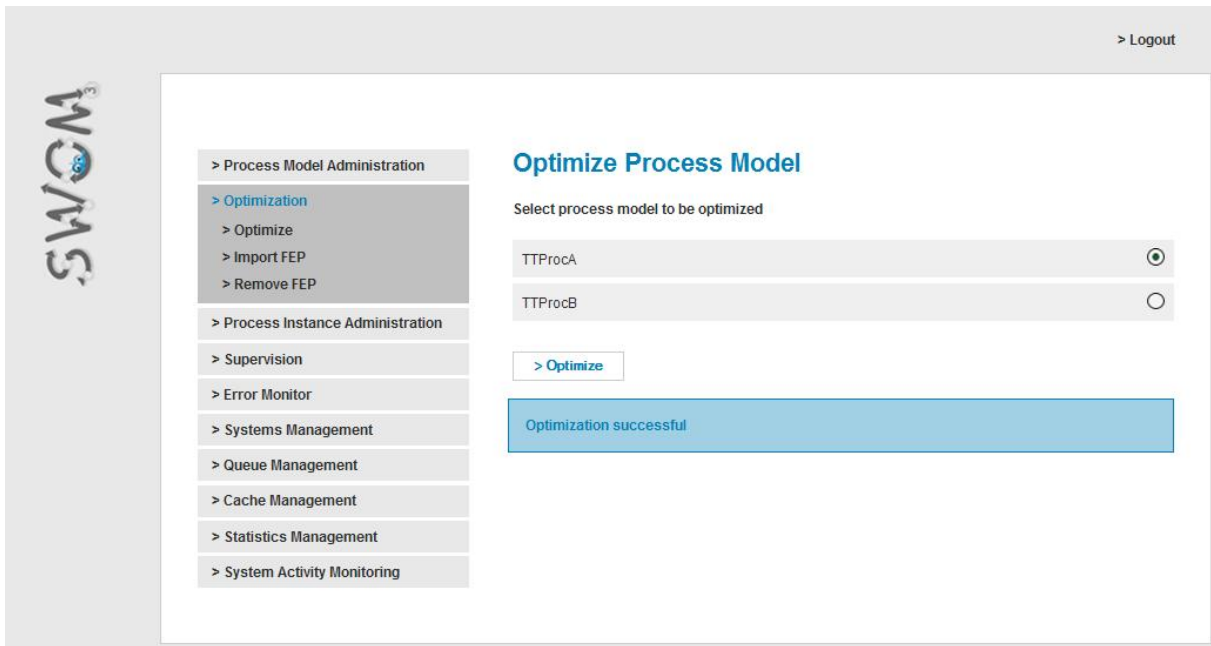 > Logout
SWOM
3
> Process Model Administration
> Optimization
> Optimize
> Import FEP
> Remove FEP
> Process Instance Administration
> Supervision
> Error Monitor
> Systems Management
> Queue Management
> Cache Management
> Statistics Management
> System Activity Monitoring
Optimize Process Model
Select process model to be optimized
TTProcA
TTProcB
> Optimize
Optimization successful